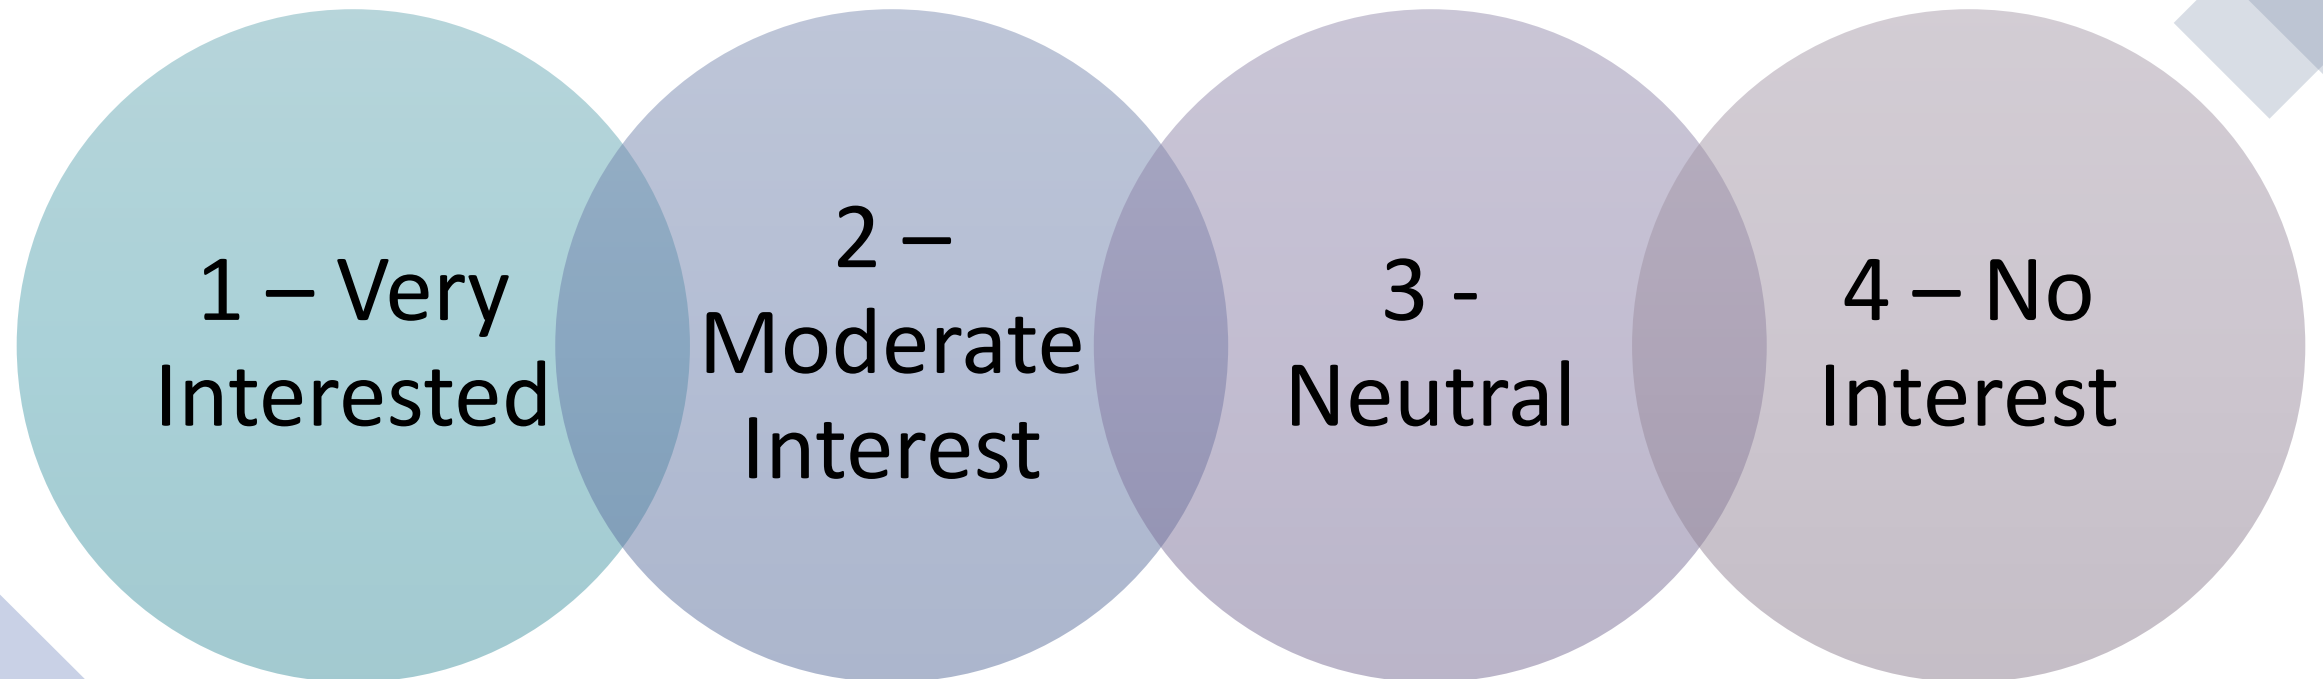 1 – Very
Interested
2 –
Moderate
Interest
3 -
Neutral
4 – No
Interest